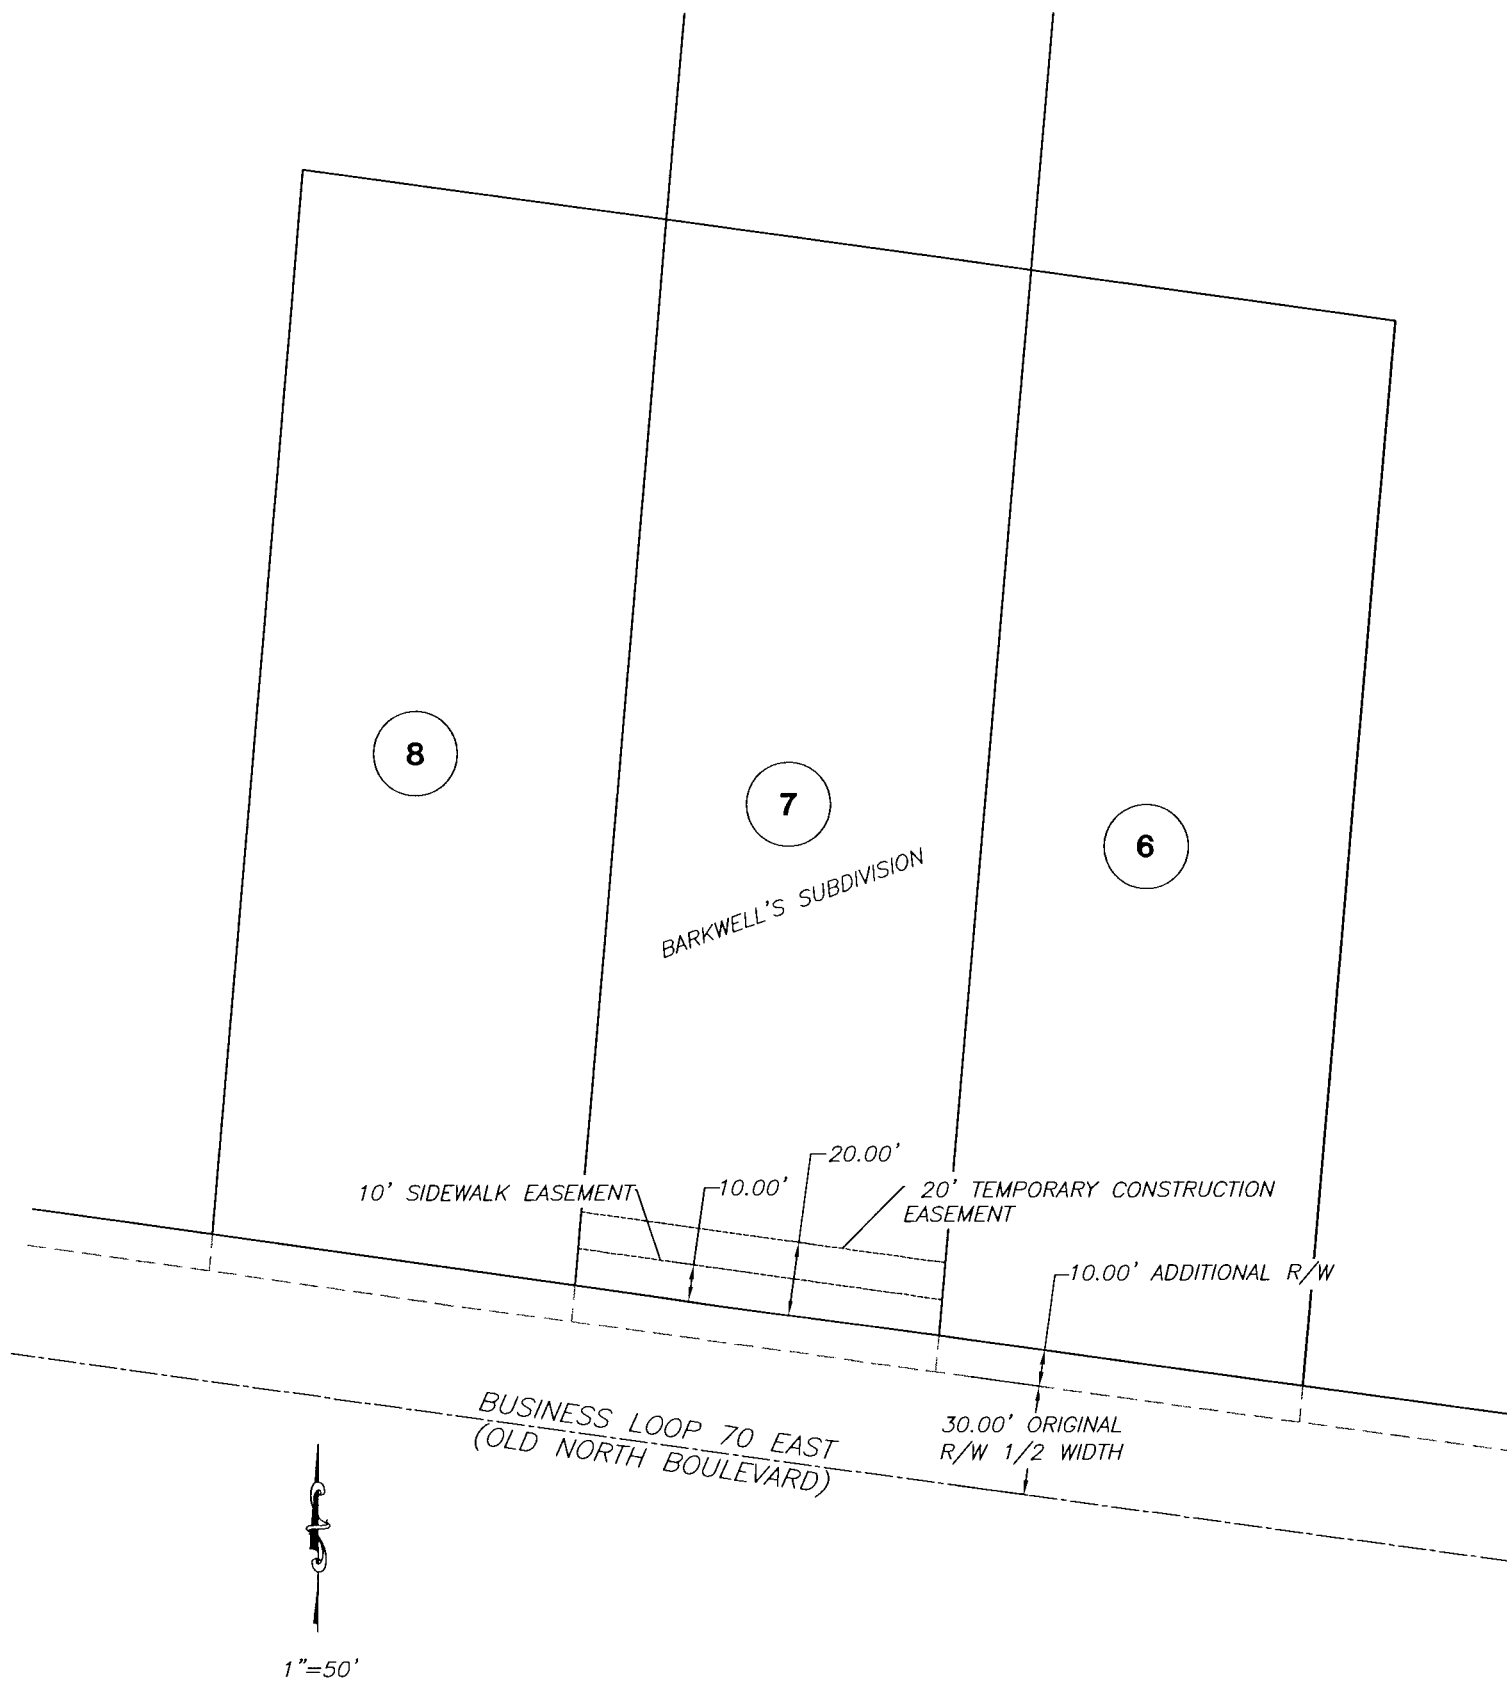 8
7
6
BARKWELL'S SUBDIVISION
20.00'
10' SIDEWALK EASEMENT
10.00'
20' TEMPORARY CONSTRUCTION
EASEMENT
10.00' ADDITIONAL R/W
BUSINESS LOOP 70 EAST
(OLD NORTH BOULEVARD)
30.00' ORIGINAL
R/W 1/2 WIDTH
1"=50'